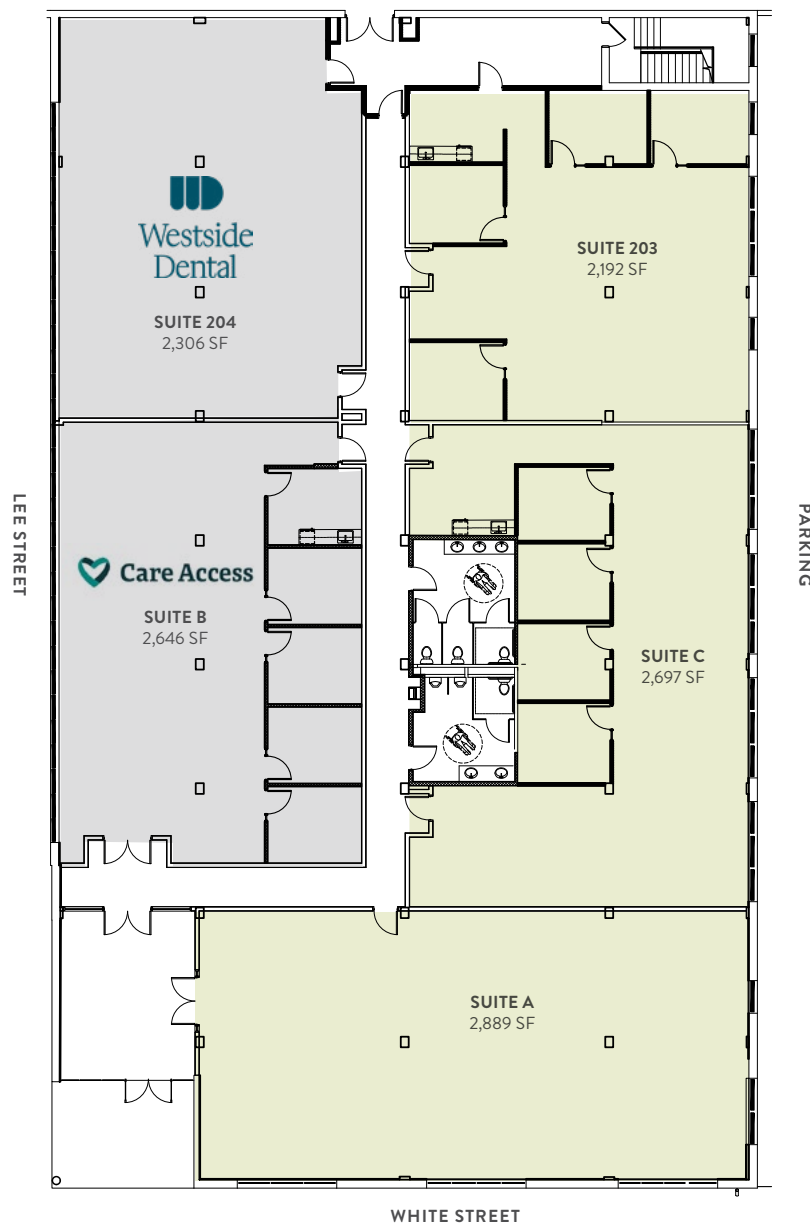 Westside
Dental
SUITE 204
2,306 SF
SUITE 203
2,192 SF
LEE STREET
PARKING
Care Access
SUITE B
2,646 SF
SUITE C
2,697 SF
SUITE A
2,889 SF
WHITE STREET